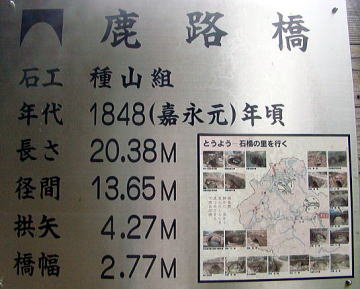 鹿路橋
石工 種山組
年代 1848(嘉永元)年頃
長さ 20.38M
径間 13.65M
拱矢 4.27M
橋幅 2.77M
とうよう 石橋の里を行く